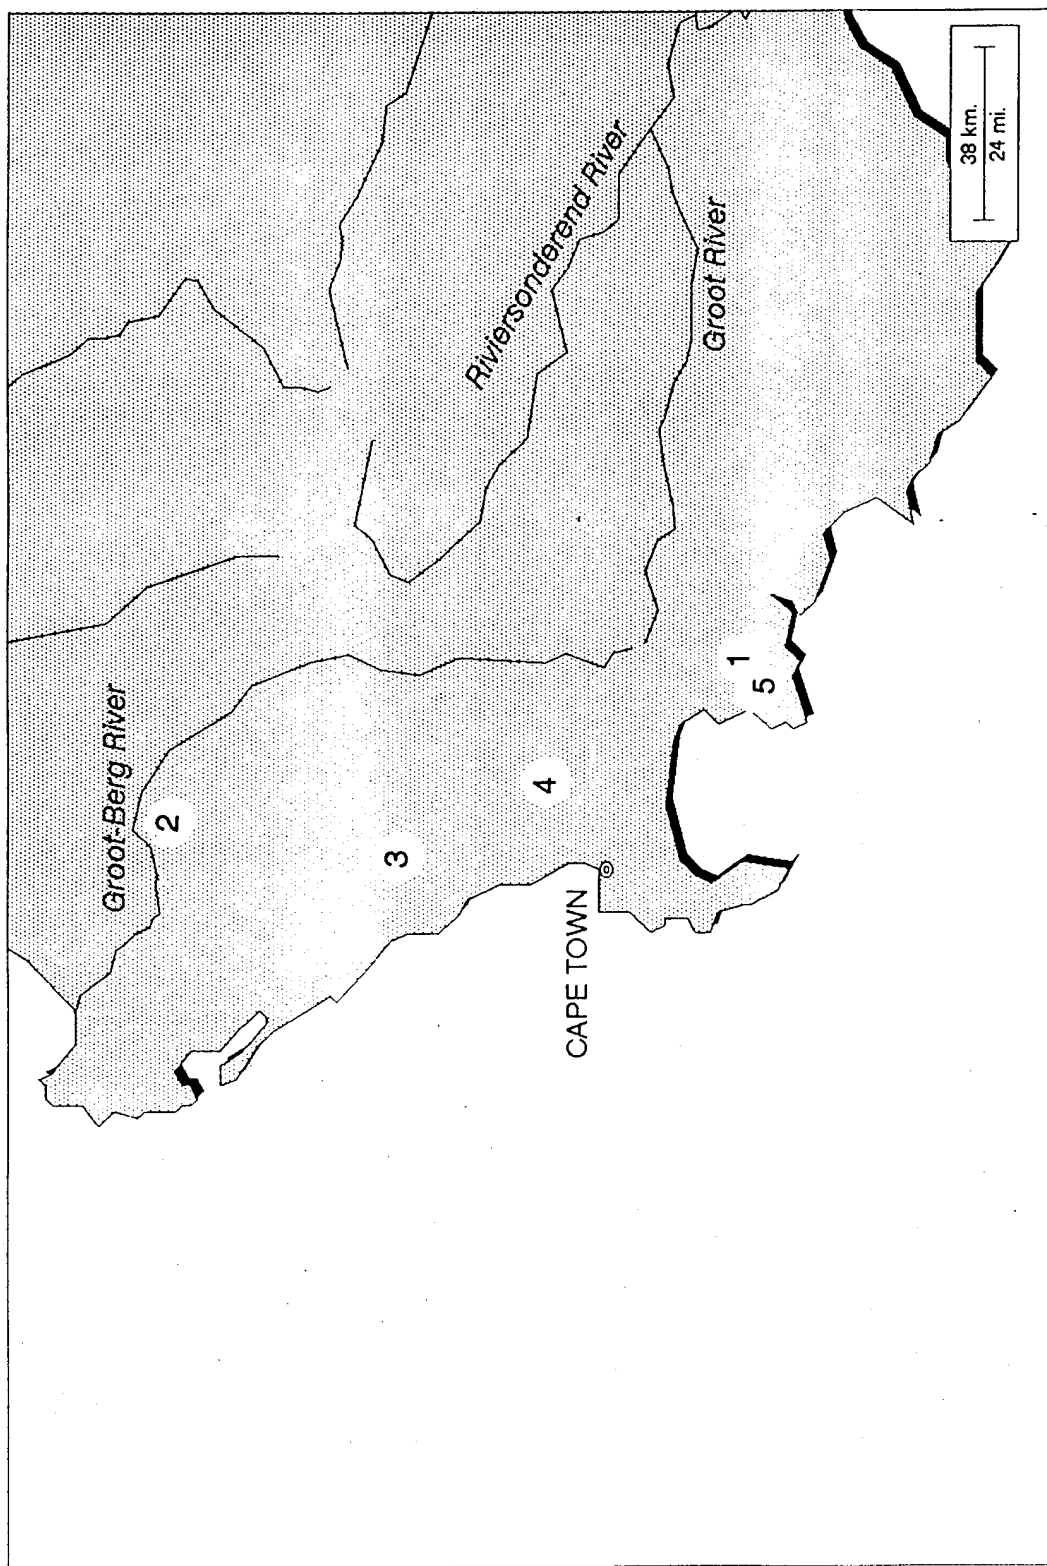 Groot-Berg River
2
3
4
CAPE TOWN
Riviersonderend River
Groot River
1
5
38 km.
24 mi.